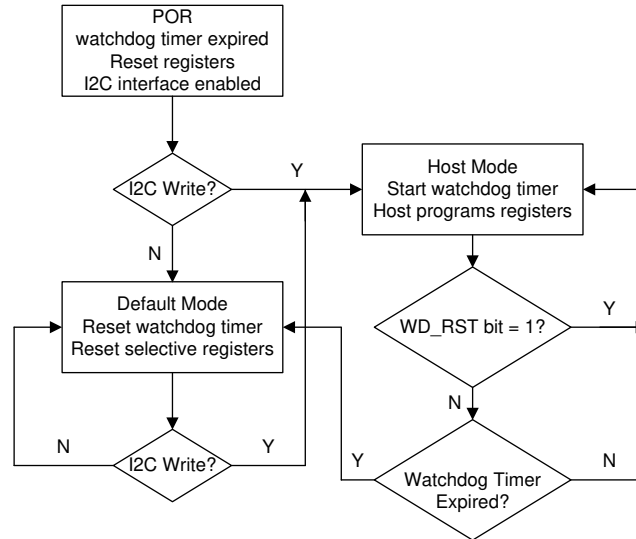 POR
watchdog timer expired
Reset registers
I2C interface enabled
I2C Write?
Y
N
Host Mode
Start watchdog timer
Host programs registers
Default Mode
Reset watchdog timer
Reset selective registers
WD_RST bit = 1?
Y
N
I2C Write?
N
Y
Watchdog Timer
Expired?
Y
N